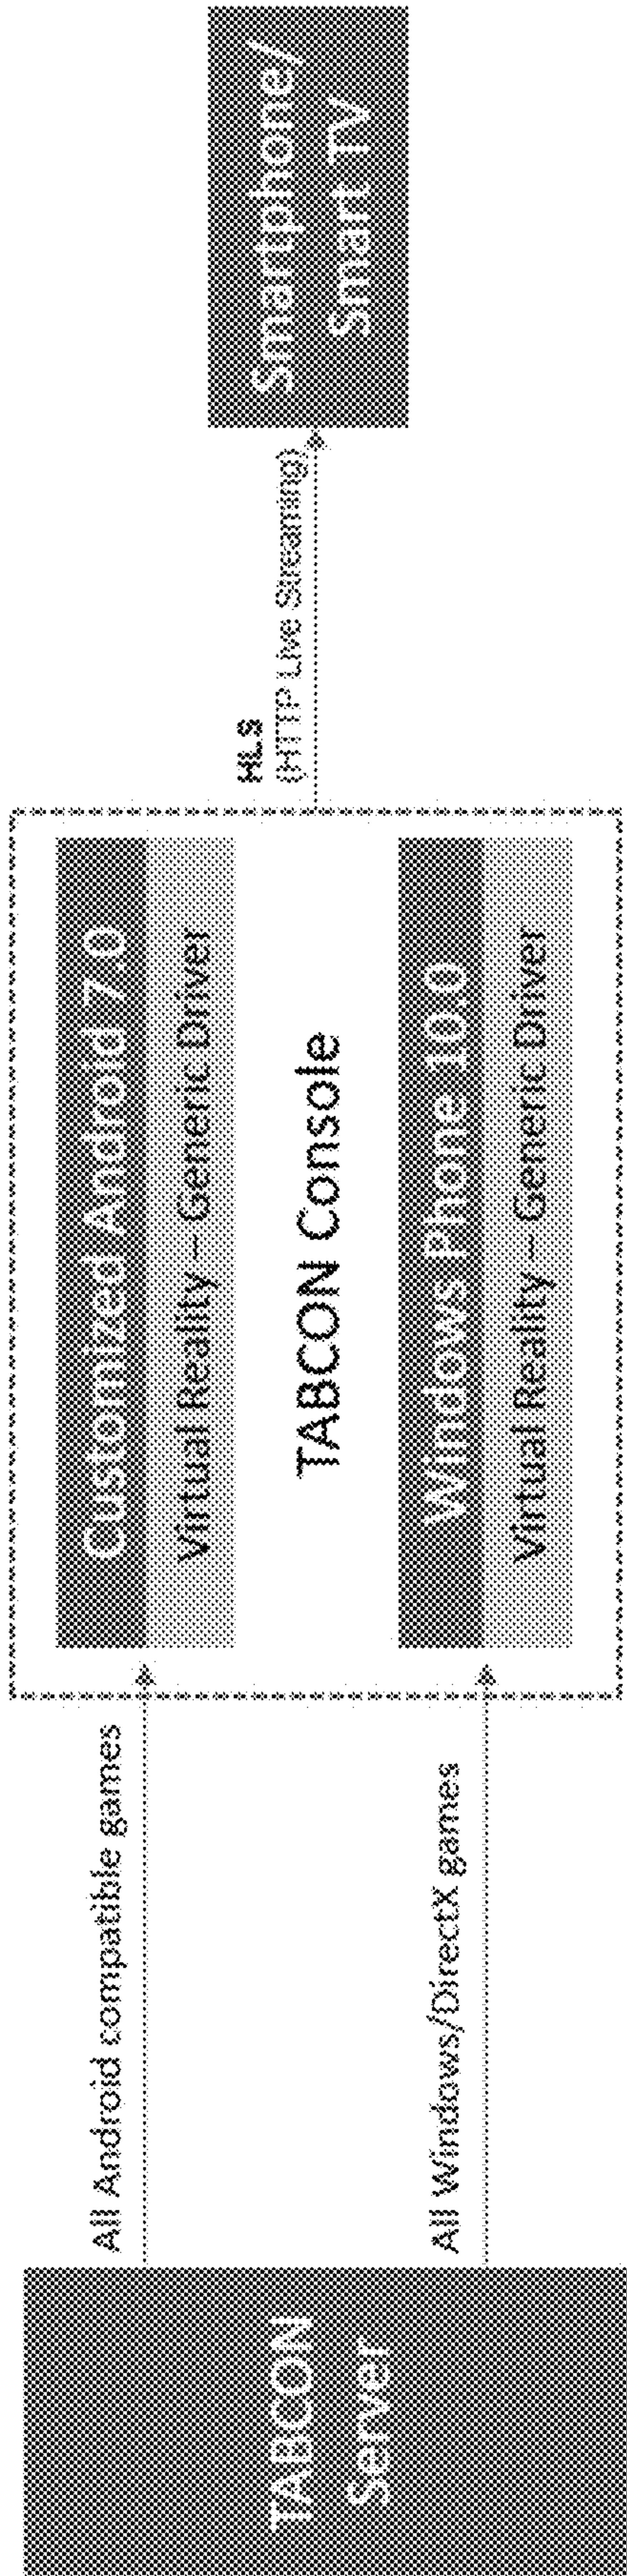 TABCON
Server
All Android compatible games
All Windows/DirectX games
Customized Android 7.0
Virtual Reality – Generic Driver
TABCON Console
Windows Phone 10.0
Virtual Reality – Generic Driver
HLS
(HTTP Live Streaming)
Smartphone/
Smart TV